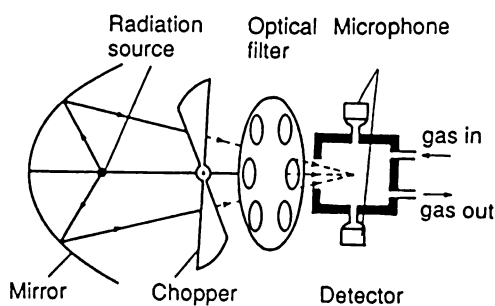 Radiation
source
Optical
filter
Microphone
gas in
gas out
Mirror
Chopper
Detector